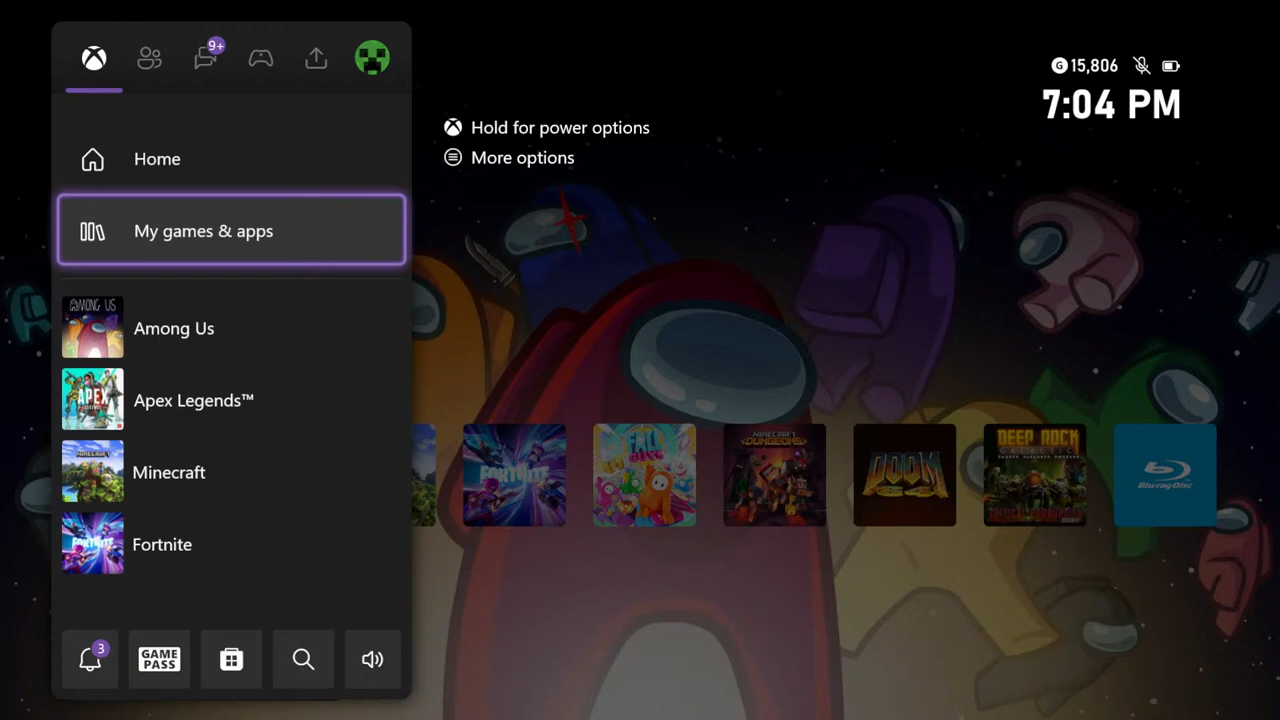 9+
15,806
7:04 PM
Hold for power options
More options
Home
My games & apps
AMONG US
Among Us
APEX
Apex Legends™
Minecraft
Fortnite
FORTNITE
FALL GUYS
MINECRAFT
DUNGEONS
DOOM
64
DEEP ROCK
GALACTIC
Blu-ray Disc
3
GAME
PASS